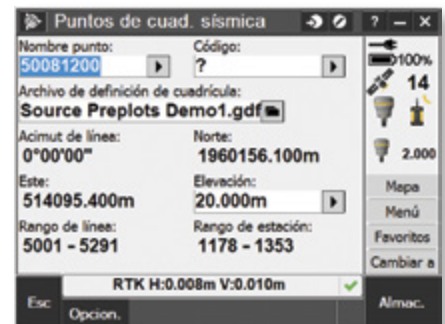 Puntos de cuad. sísmica ? – ×
Nombre punto: Código:
50081200 ?
100%
Archivo de definición de cuadrícula:
Source Preplots Demo1.gdf
14
Acimut de línea: Norte:
0°00'00" 1960156.100m
2.000
Este: Elevación:
514095.400m 20.000m
Mapa
Menú
Rango de línea: Rango de estación:
5001 - 5291 1178 - 1353
Favoritos
Cambiar a
RTK H:0.008m V:0.010m
Esc Opcion. Almac.